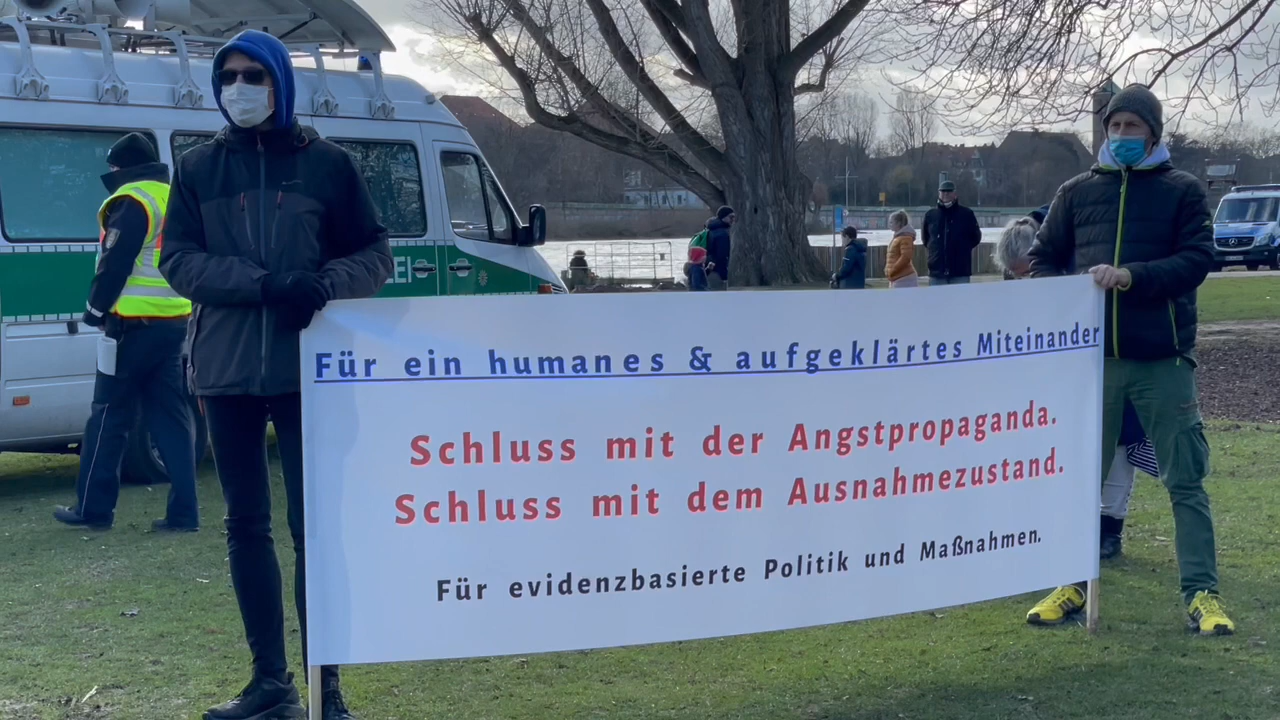 Für ein humanes & aufgeklärtes Miteinander
Schluss mit der Angstpropaganda.
Schluss mit dem Ausnahmezustand.
Für evidenzbasierte Politik und Maßnahmen.